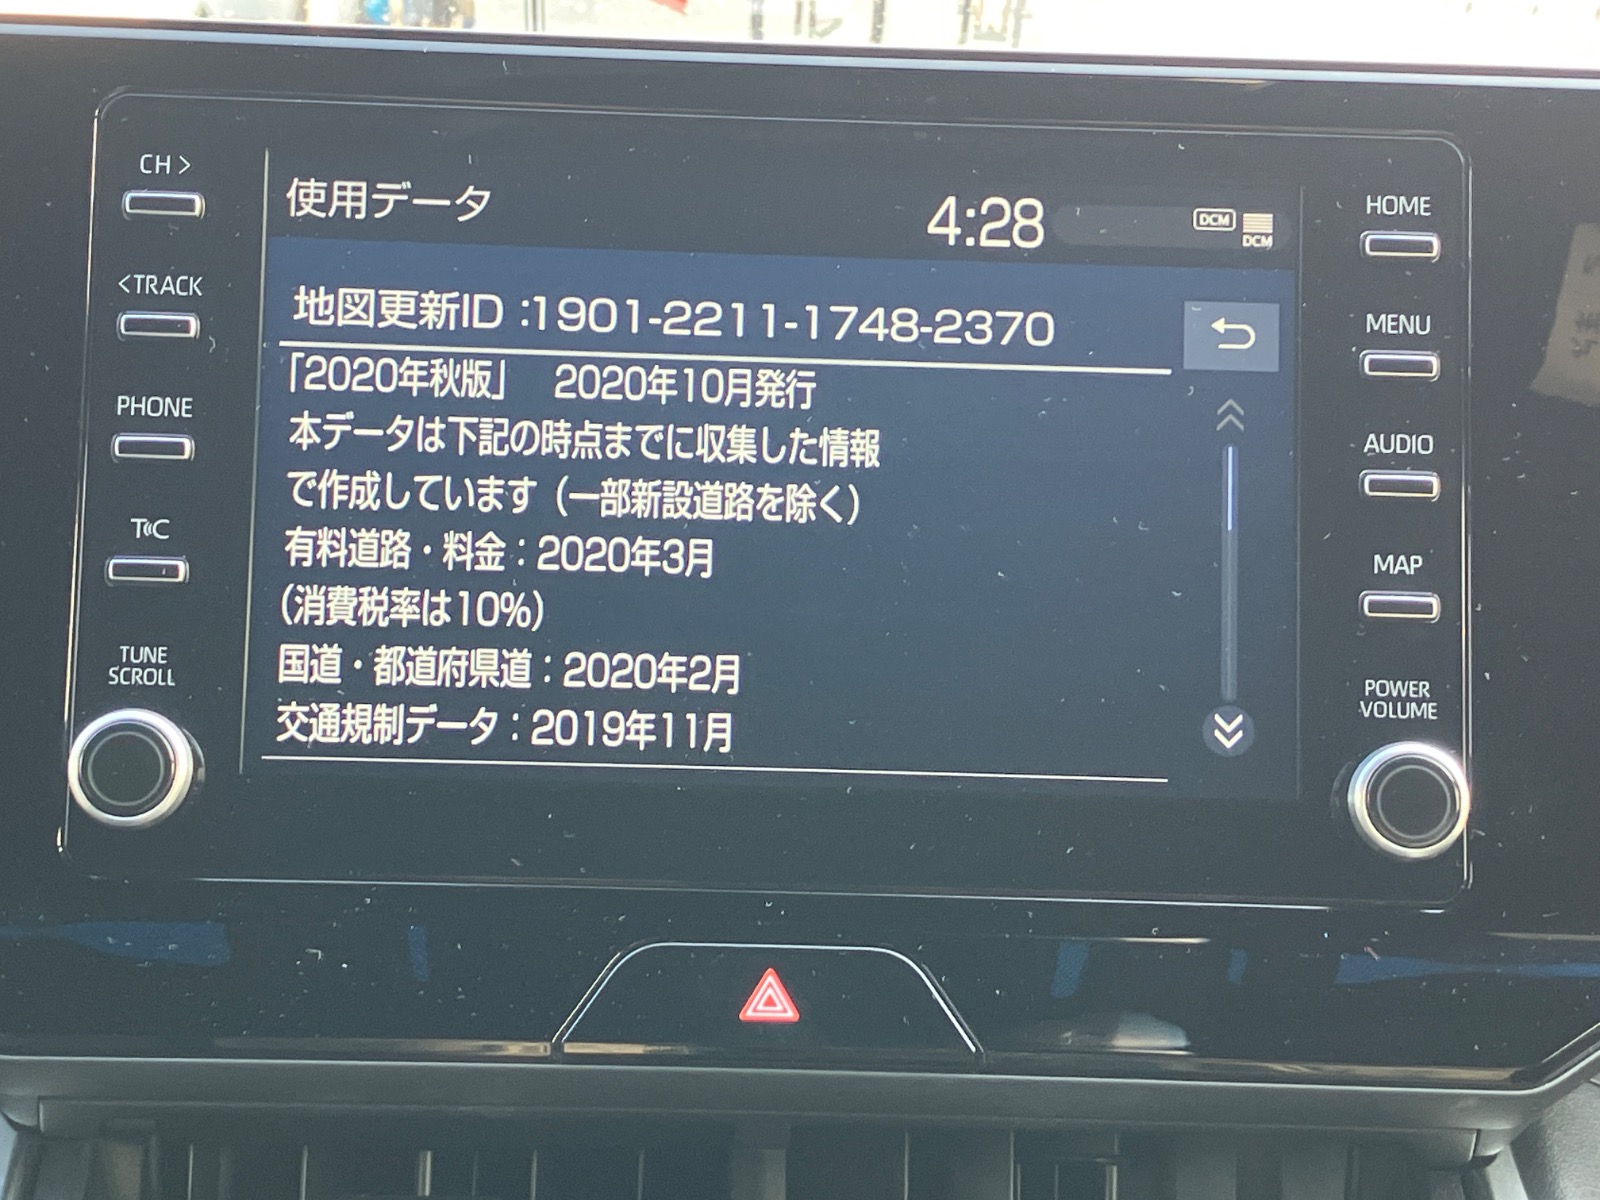 CH >
<TRACK
PHONE
T«C
TUNE
SCROLL
使用データ
4:28
DCM
DCM
地図更新ID :1901-2211-1748-2370
「2020年秋版」　2020年10月発行
本データは下記の時点までに収集した情報
で作成しています（一部新設道路を除く）
有料道路・料金：2020年3月
（消費税率は10%）
国道・都道府県道：2020年2月
交通規制データ：2019年11月
HOME
MENU
AUDIO
MAP
POWER
VOLUME